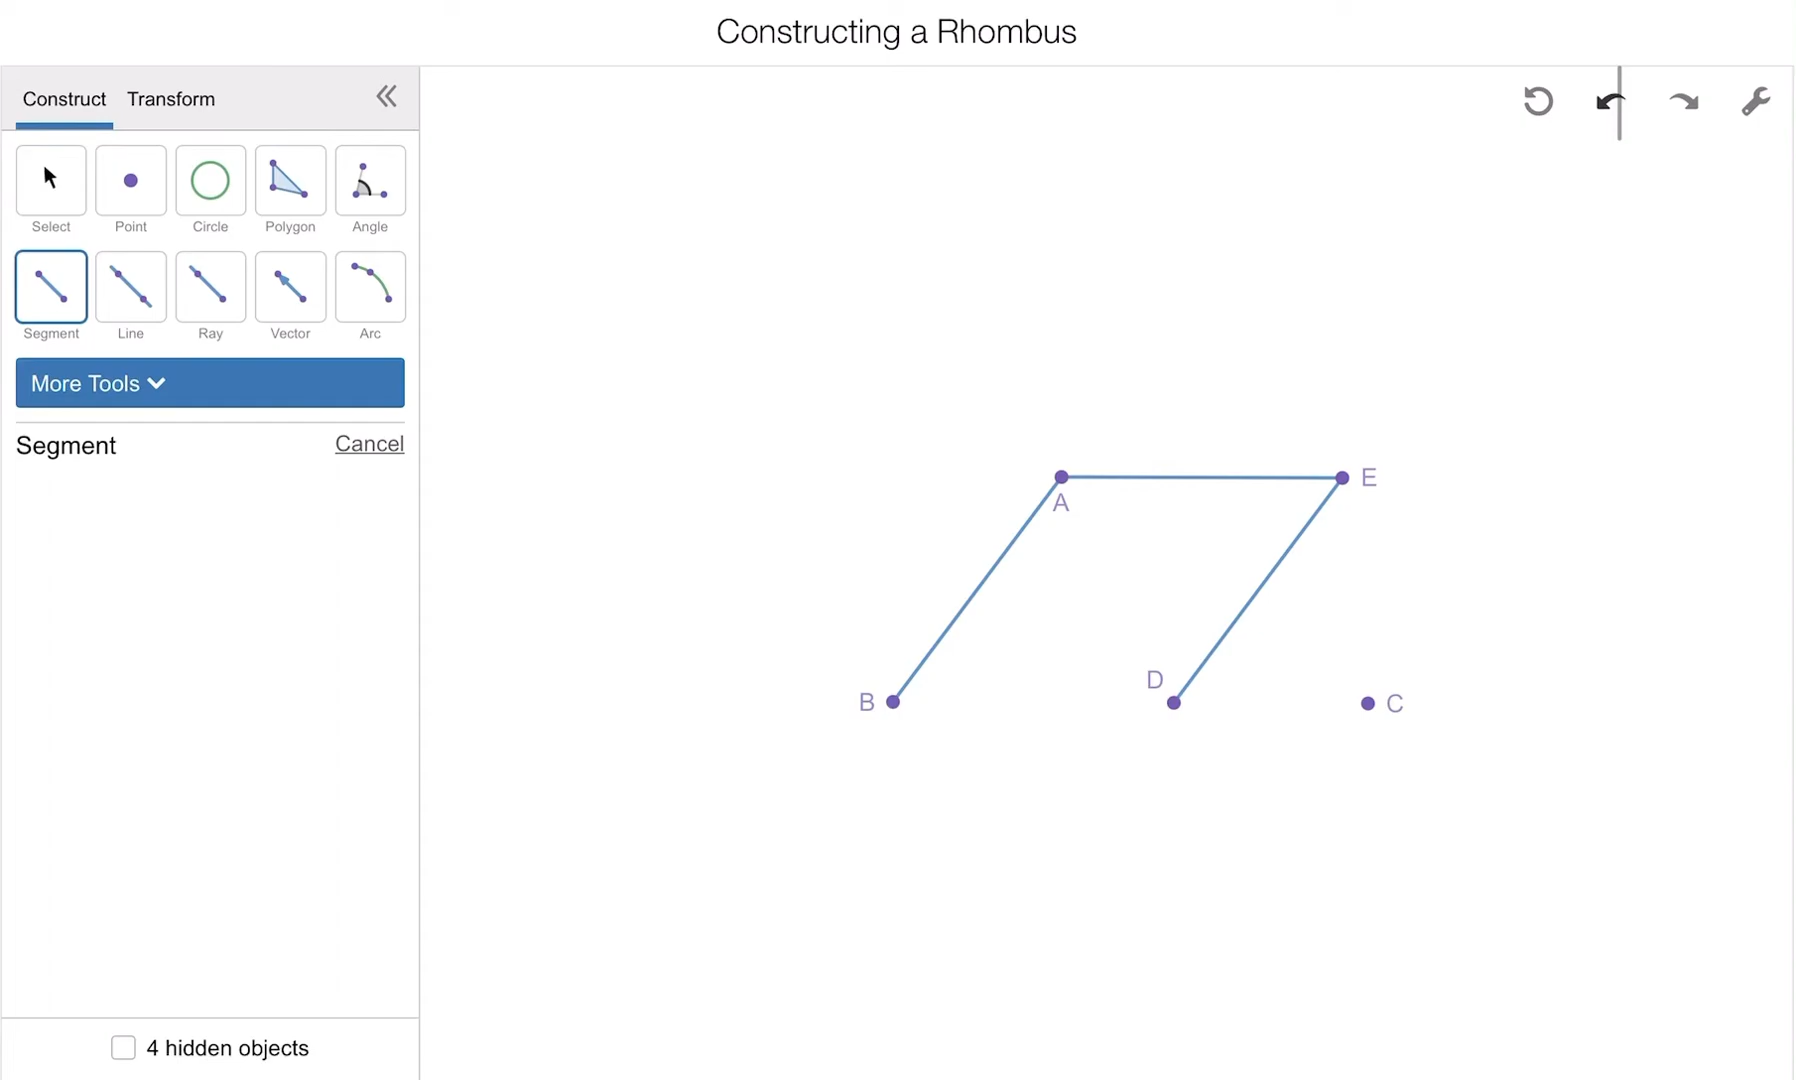 Constructing a Rhombus
Construct Transform
Select Point Circle Polygon Angle
Segment Line Ray Vector Arc
More Tools
Segment Cancel
A E
B D C
4 hidden objects